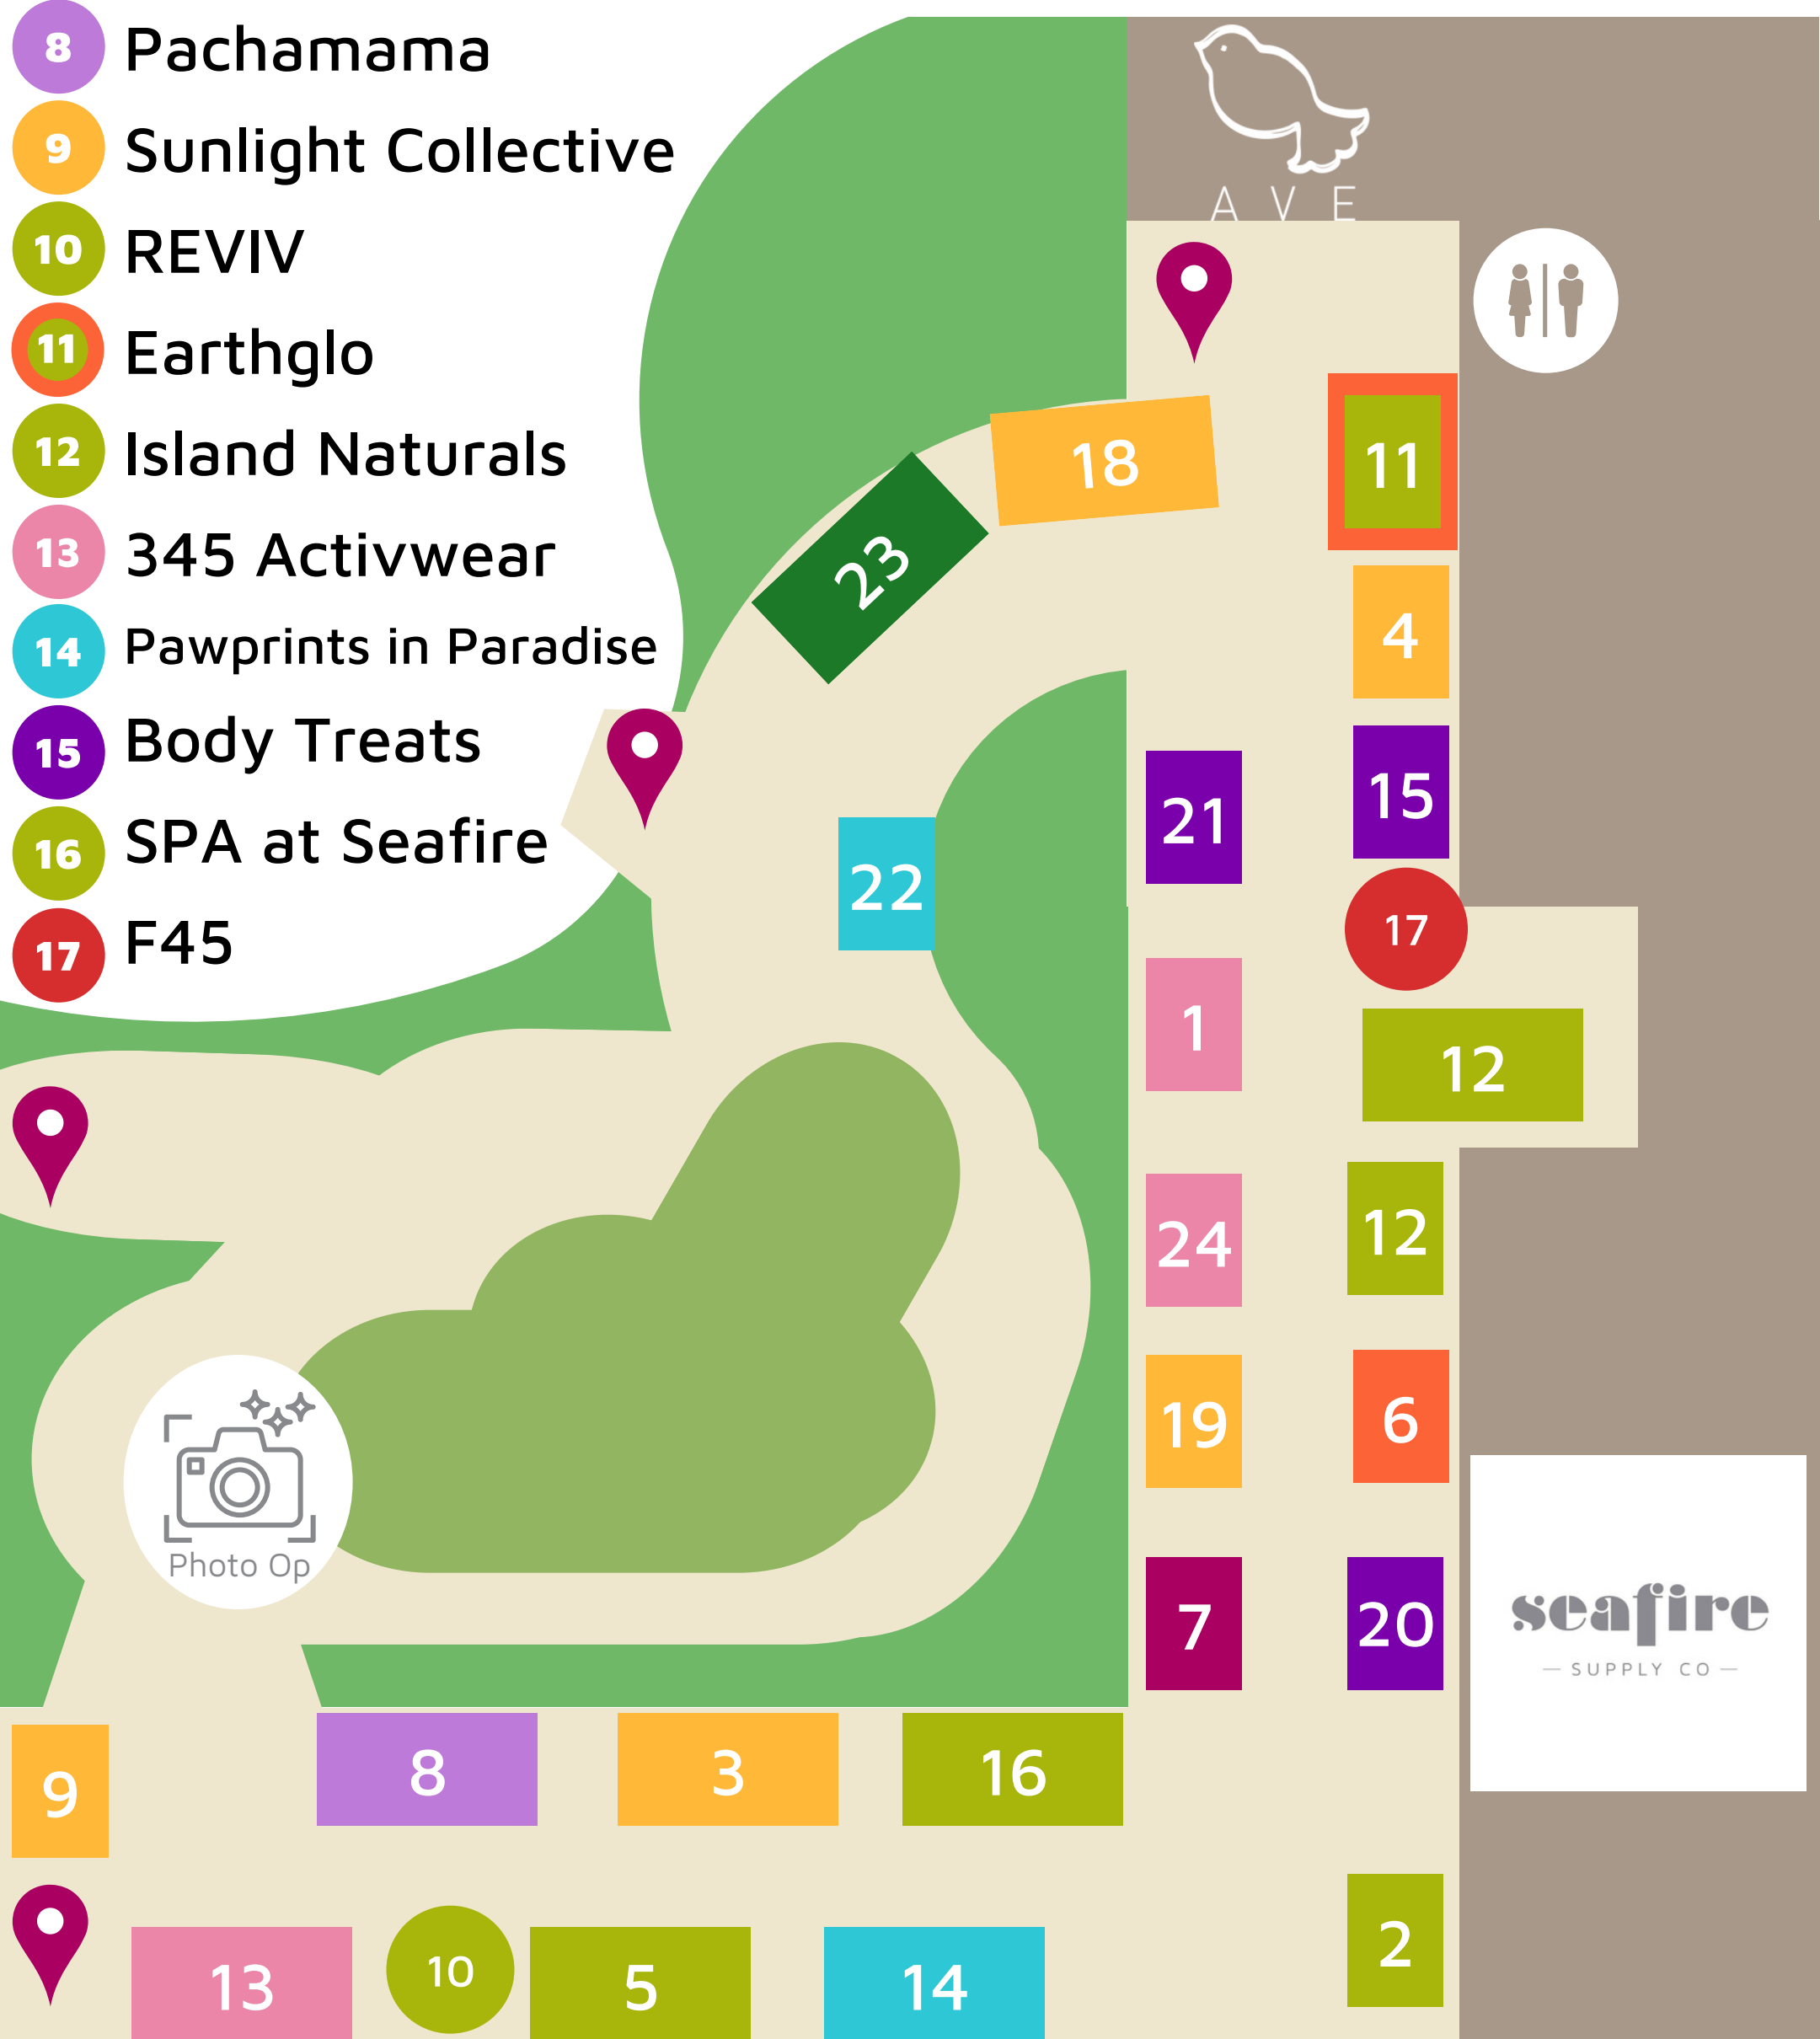 8 Pachamama
9 Sunlight Collective
10 REVIV
11 Earthglo
12 Island Naturals
13 345 Activwear
14 Pawprints in Paradise
15 Body Treats
16 SPA at Seafire
17 F45
AVE
18
11
23
4
21
15
22
17
1
12
24
12
19
6
Photo Op
7
20
seafire
SUPPLY CO
9
8
3
16
13
10
5
14
2